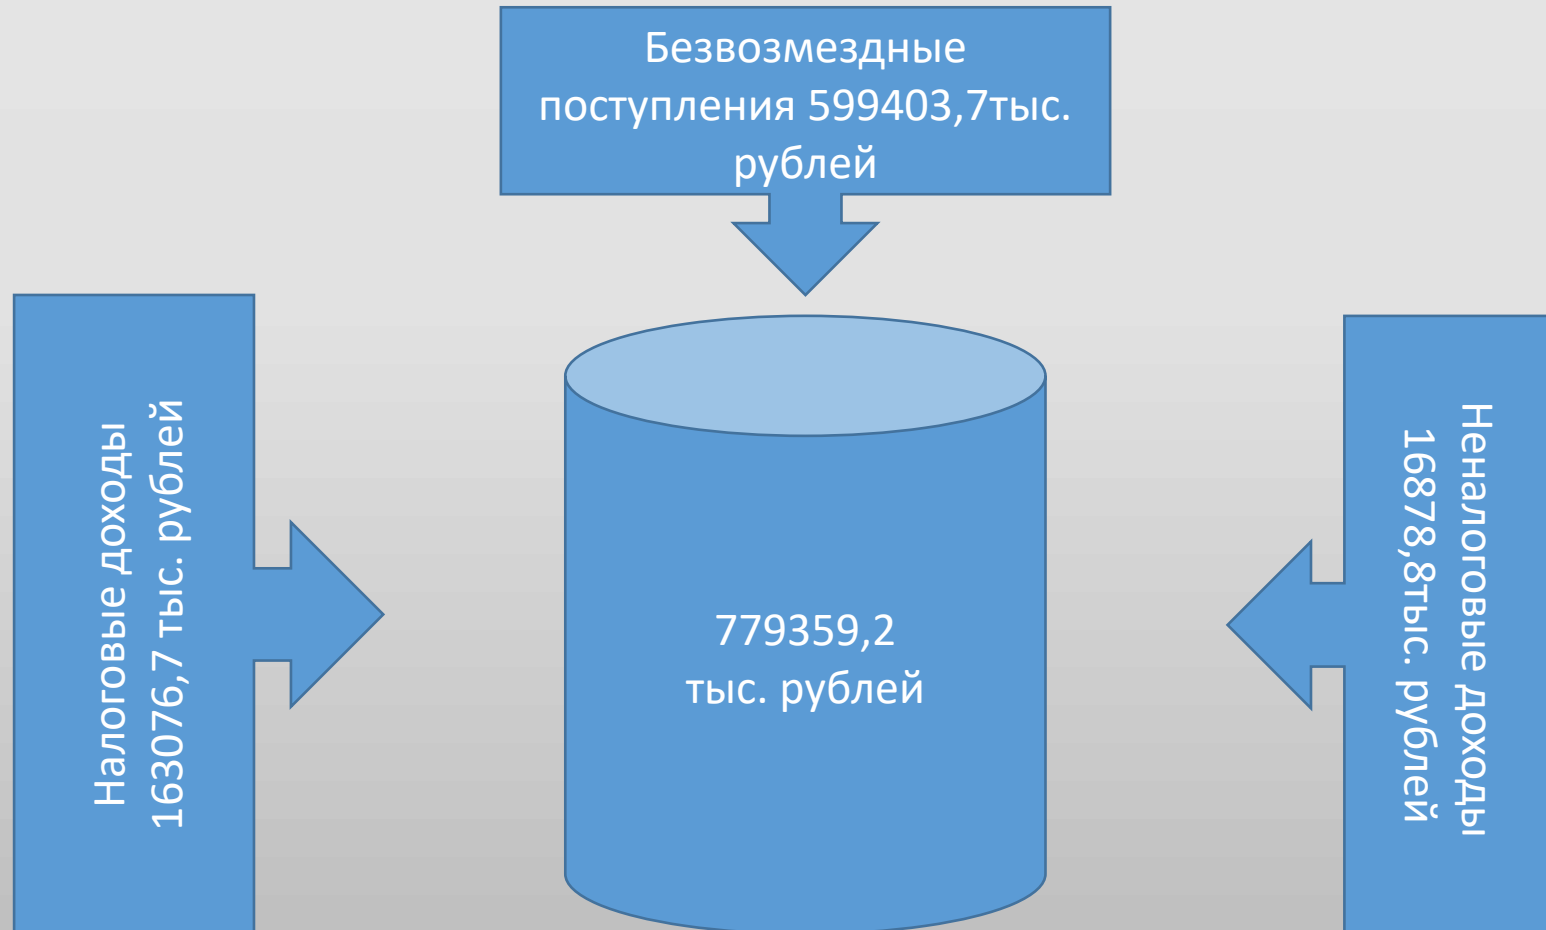 Безвозмездные
поступления 599403,7тыс.
рублей
Налоговые доходы
163076,7 тыс. рублей
779359,2
тыс. рублей
Неналоговые доходы
16878,8тыс. рублей